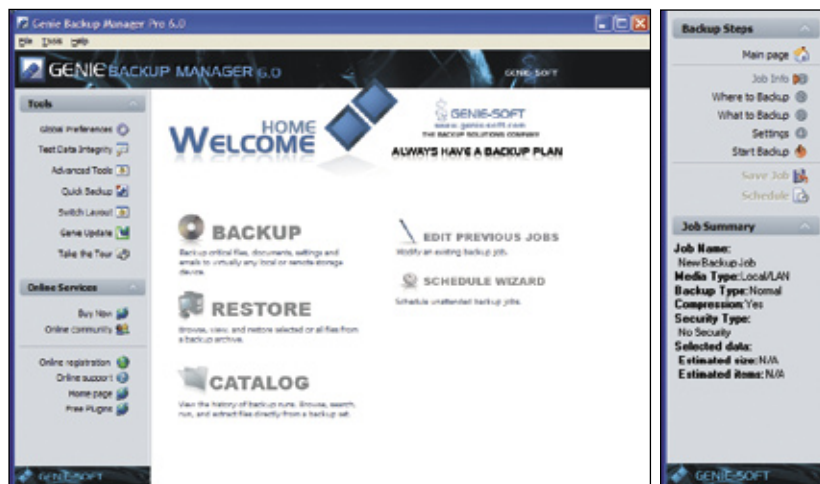 Genie Backup Manager Pro 6.0
File Tools Help
GENIE BACKUP MANAGER 6.0
GENIE-SOFT
Tools
Global Preferences
Test Data Integrity
Advanced Tools
Quick Backup
Switch Layout
Genie Update
Take the Tour
Online Services
Buy Now
Online community
Online registration
Online support
Home page
Free Plugins
GENIE-SOFT
HOME
WELCOME
GENIE-SOFT
www.genie-soft.com
THE BACKUP SOLUTIONS COMPANY
ALWAYS HAVE A BACKUP PLAN
BACKUP
Backup critical files, documents, settings and
emails to virtually any local or remote storage
device.
RESTORE
Browse, view, and restore selected or all files from
a backup archive.
CATALOG
View the history of backup runs. Browse, search,
run, and extract files directly from a backup set.
EDIT PREVIOUS JOBS
Modify an existing backup job.
SCHEDULE WIZARD
Schedule unattended backup jobs.
Backup Steps
Main page
Job Info
Where to Backup
What to Backup
Settings
Start Backup
Save Job
Schedule
Job Summary
Job Name:
New Backup Job
Media Type:Local/LAN
Backup Type:Normal
Compression:Yes
Security Type:
No Security
Selected data:
Estimated size:N/A
Estimated items:N/A
GENIE-SOFT